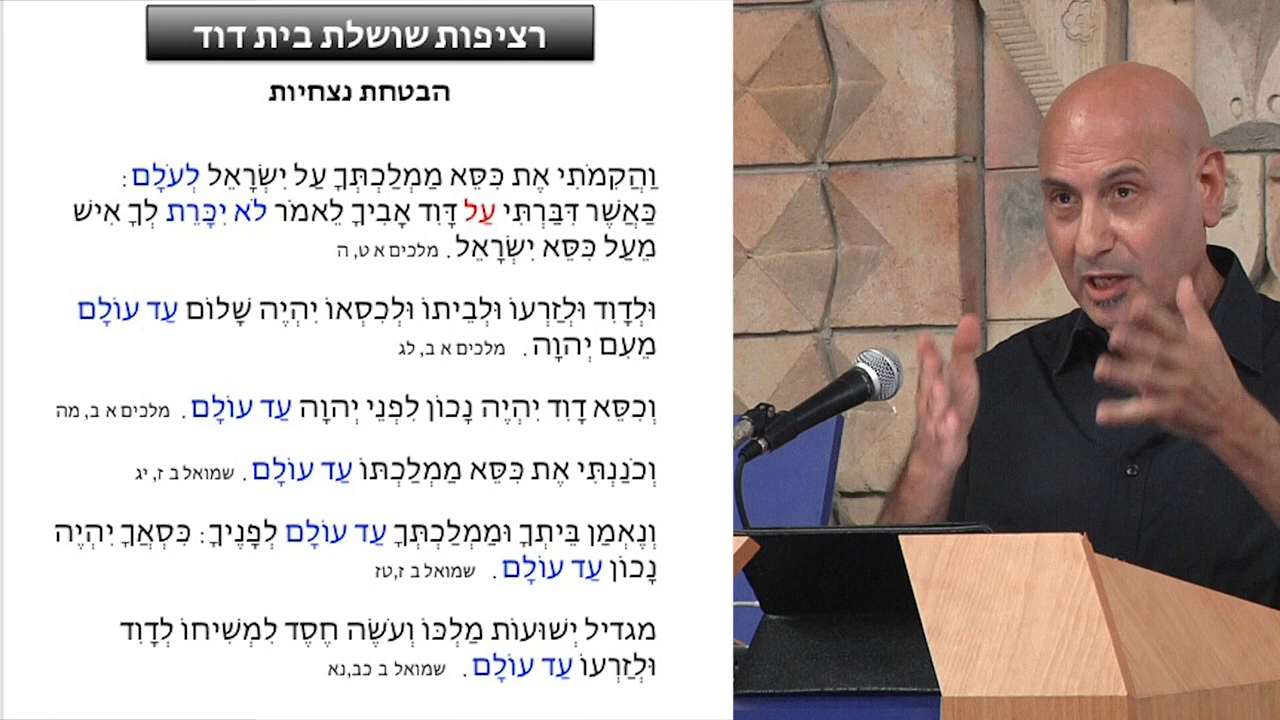 רציפות שושלת בית דוד
הבטחת נצחיות
וַהֲקִמֹתִי אֶת כִּסֵּא מַמְלַכְתְּךָ עַל יִשְׂרָאֵל לְעֹלָם :
כַּאֲשֶׁר דִּבַּרְתִּי עַל דָּוִד אָבִיךָ לֵאמֹר לֹא יִכָּרֵת לְךָ אִישׁ
מֵעַל כִּסֵּא יִשְׂרָאֵל . מלכים א ט, ה
וּלְדָוִד וּלְזַרְעוֹ וּלְבֵיתוֹ וּלְכִסְאוֹ יִהְיֶה שָׁלוֹם עַד עוֹלָם
מֵעִם יְהוָה . מלכים א ב, לג
וְכִסֵּא דָוִד יִהְיֶה נָכוֹן לִפְנֵי יְהוָה עַד עוֹלָם . מלכים א ב, מה
וְכֹנַנְתִּי אֶת כִּסֵּא מַמְלַכְתּוֹ עַד עוֹלָם . שמואל ב ז, יג
וְנֶאְמַן בֵּיתְךָ וּמַמְלַכְתְּךָ עַד עוֹלָם לְפָנֶיךָ : כִּסְאֲךָ יִהְיֶה
נָכוֹן עַד עוֹלָם . שמואל ב ז,טז
מגדיל יְשׁוּעוֹת מַלְכּוֹ וְעֹשֶׂה חֶסֶד לִמְשִׁיחוֹ לְדָוִד
וּלְזַרְעוֹ עַד עוֹלָם . שמואל ב כב,נא